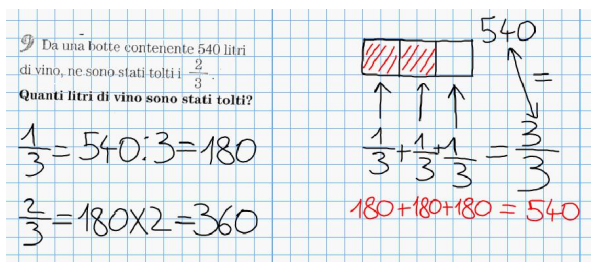 9 Da una botte contenente 540 litri
di vino, ne sono stati tolti i 2/3.
Quanti litri di vino sono stati tolti?
1/3 = 540 : 3 = 180
2/3 = 180 X 2 = 360
540
=
1/3 + 1/3 + 1/3 = 3/3
180 + 180 + 180 = 540